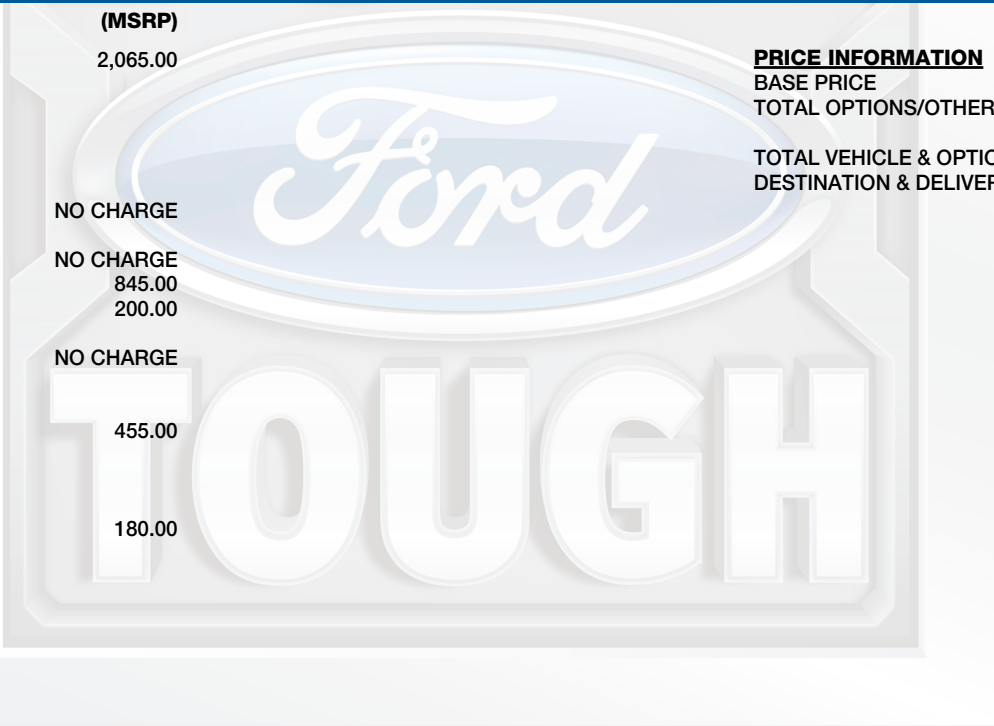 (MSRP)
2,065.00
NO CHARGE
NO CHARGE
845.00
200.00
NO CHARGE
455.00
180.00
PRICE INFORMATION
BASE PRICE
TOTAL OPTIONS/OTHER
TOTAL VEHICLE & OPTIO
DESTINATION & DELIVER
Ford
TOUGH